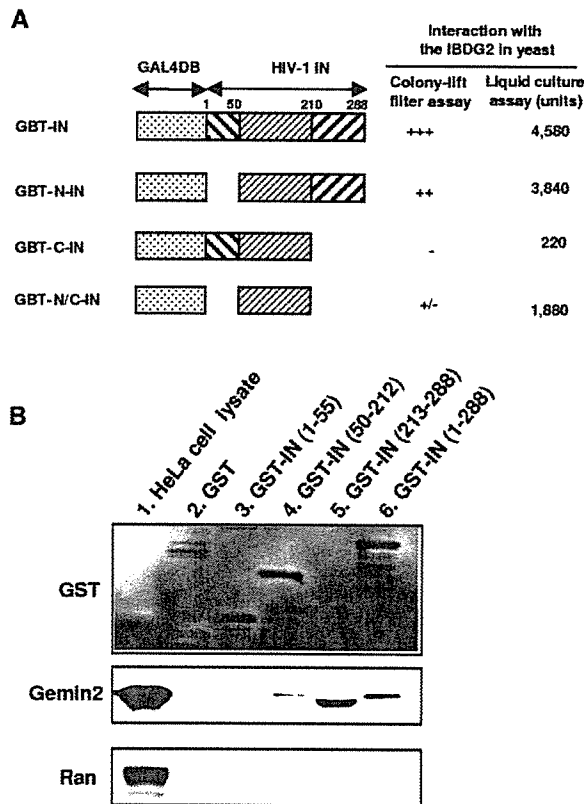 A
Interaction with
the IBDG2 in yeast
GAL4DB
HIV-1 IN
Colony-lift
filter assay
Liquid culture
assay (units)
1 50 210 288
GBT-IN +++ 4,580
GBT-N-IN ++ 3,840
GBT-C-IN - 220
GBT-N/C-IN +/- 1,880
B
1. HeLa cell lysate
2. GST
3. GST-IN (1-55)
4. GST-IN (50-212)
5. GST-IN (213-288)
6. GST-IN (1-288)
GST
Gemin2
Ran